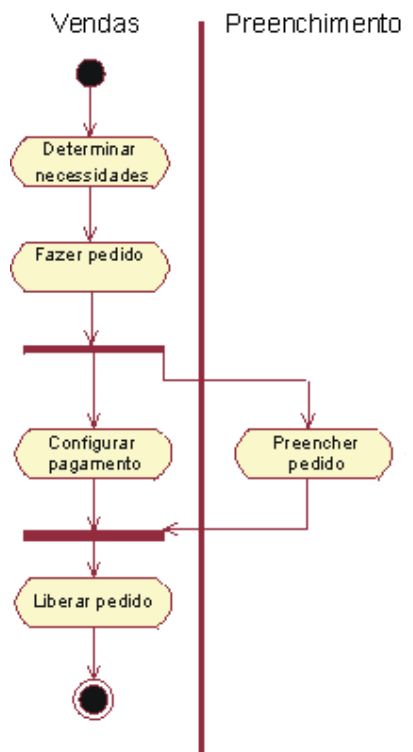 Vendas
Preenchimento
Determinar
necessidades
Fazer pedido
Configurar
pagamento
Preencher
pedido
Liberar pedido